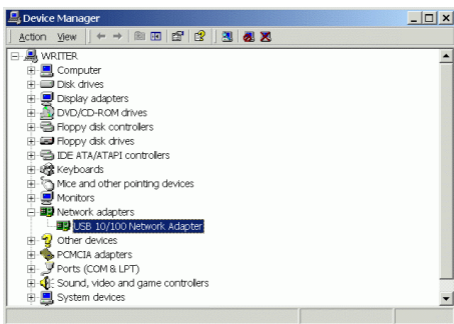 Device Manager
Action View
WRITER
Computer
Disk drives
Display adapters
DVD/CD-ROM drives
Floppy disk controllers
Floppy disk drives
IDE ATA/ATAPI controllers
Keyboards
Mice and other pointing devices
Monitors
Network adapters
USB 10/100 Network Adapter
Other devices
PCMCIA adapters
Ports (COM & LPT)
Sound, video and game controllers
System devices